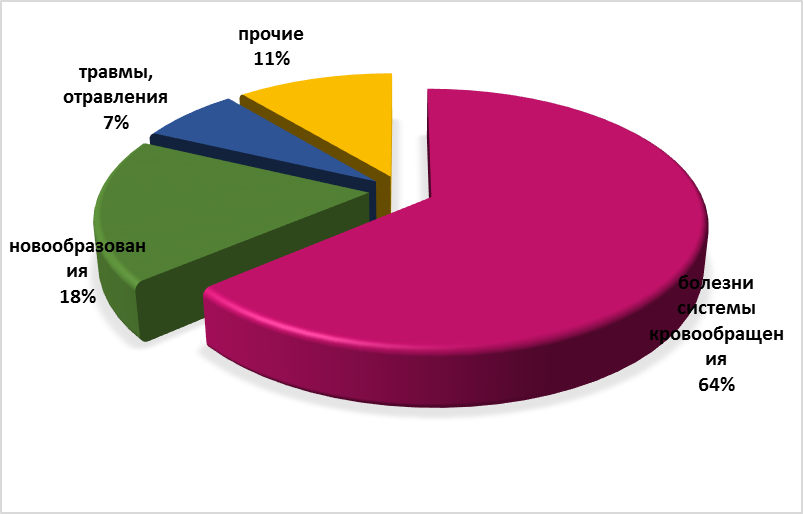 прочие
11%
травмы,
отравления
7%
новообразован
ия
18%
болезни
системы
кровообращен
ия
64%